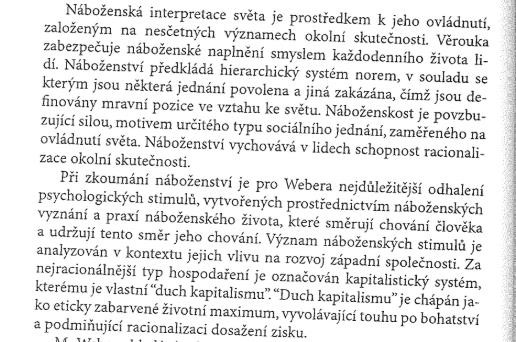 Náboženská interpretace světa je prostředkem k jeho ovládnutí,
založeným na nesčetných významech okolní skutečnosti. Věrouka
zabezpečuje náboženské naplnění smyslem každodenního života li-
dí. Náboženství předkládá hierarchický systém norem, v souladu se
kterým jsou některá jednání povolena a jiná zakázána, čímž jsou de-
finovány mravní pozice ve vztahu ke světu. Náboženskost je povzbu-
zující silou, motivem určitého typu sociálního jednání, zaměřeného na
ovládnutí světa. Náboženství vychovává v lidech schopnost racionali-
zace okolní skutečnosti.
Při zkoumání náboženství je pro Webera nejdůležitější odhalení
psychologických stimulů, vytvořených prostřednictvím náboženských
vyznání a praxí náboženského života, které směrují chování člověka
a udržují tento směr jeho chování. Význam náboženských stimulů je
analyzován v kontextu jejich vlivu na rozvoj západní společnosti. Za
nejracionálnější typ hospodaření je označován kapitalistický systém,
kterému je vlastní “duch kapitalismu”. “Duch kapitalismu” je chápán ja-
ko eticky zabarvené životní maximum, vyvolávající touhu po bohatství
a podmiňující racionalizaci dosažení zisku.